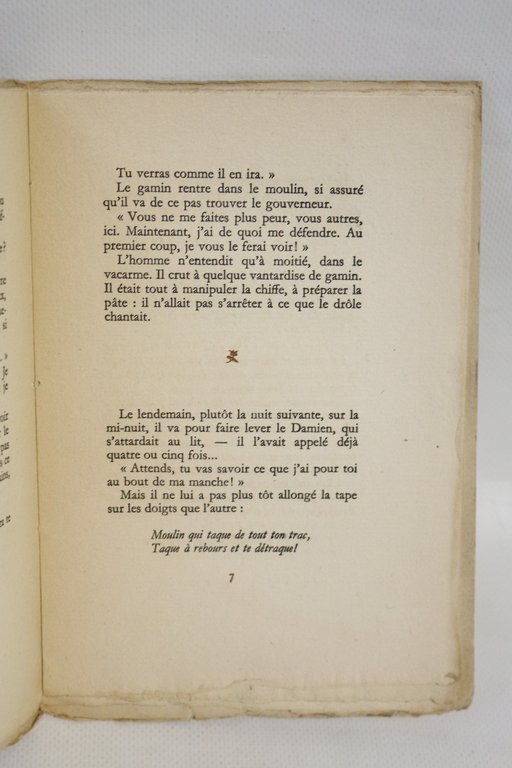 Tu verras comme il en ira. »
Le gamin rentre dans le moulin, si assuré
qu'il va de ce pas trouver le gouverneur.
« Vous ne me faites plus peur, vous autres,
ici. Maintenant, j'ai de quoi me défendre. Au
premier coup, je vous le ferai voir ! »
L'homme n'entendit qu'à moitié, dans le
vacarme. Il crut à quelque vantardise de gamin.
Il était tout à manipuler la chiffe, à préparer la
pâte : il n'allait pas s'arrêter à ce que le drôle
chantait.
Le lendemain, plutôt la nuit suivante, sur la
mi-nuit, il va pour faire lever le Damien, qui
s'attardait au lit, — il l'avait appelé déjà
quatre ou cinq fois...
« Attends, tu vas savoir ce que j'ai pour toi
au bout de ma manche ! »
Mais il ne lui a pas plus tôt allongé la tape
sur les doigts que l'autre :
Moulin qui taque de tout ton trac,
Taque à rebours et te détraque !
7